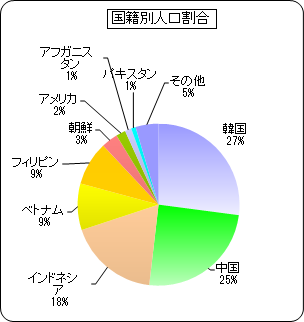 国籍別人口割合
アフガニス
タン
1%
パキスタン
1%
その他
5%
アメリカ
2%
朝鮮
3%
韓国
27%
フィリピン
9%
ベトナム
9%
インドネシ
ア
18%
中国
25%